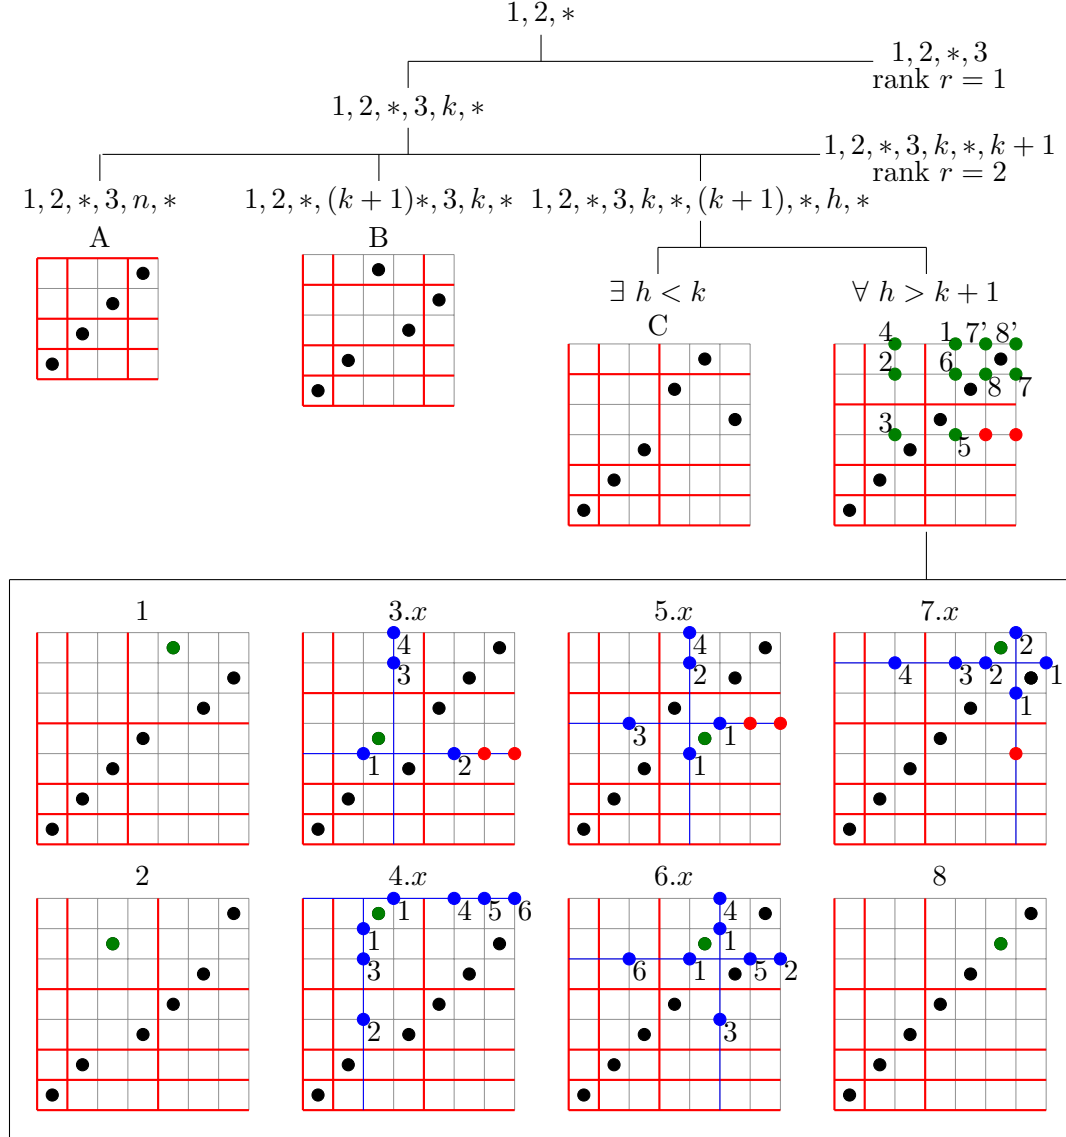 1, 2, ∗
1, 2, ∗, 3
rank r = 1
1, 2, ∗, 3, k, ∗
1, 2, ∗, 3, k, ∗, k + 1
rank r = 2
1, 2, ∗, 3, n, ∗
1, 2, ∗, (k + 1)∗, 3, k, ∗
1, 2, ∗, 3, k, ∗, (k + 1), ∗, h, ∗
A
B
∃ h < k
∀ h > k + 1
C
4 1 7' 8'
2 6
8 7
3
5
1
3.x
5.x
7.x
4
3
1 2
4
2
3 1
1
2
4 3 2 1
1
2
4.x
6.x
8
1 4 5 6
1
3
2
4
1
6 1 5 2
3